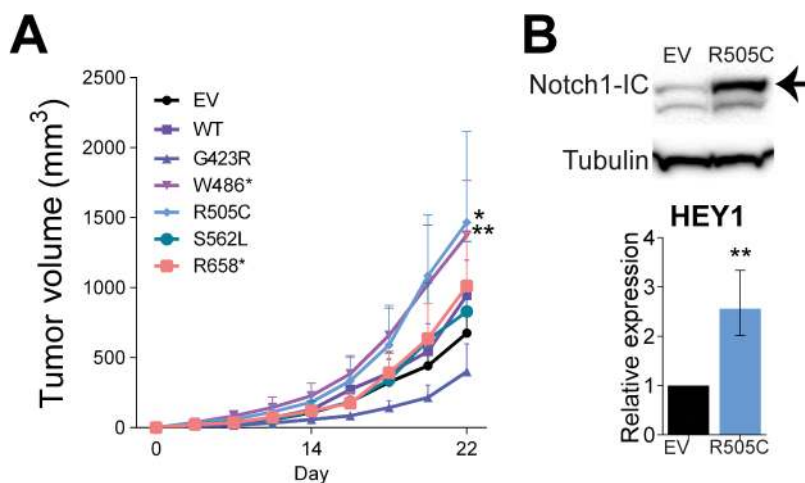 A
Tumor volume (mm³)
2500
2000
1500
1000
500
0
EV
WT
G423R
W486*
R505C
S562L
R658*
*
**
0
14
22
Day
B
EV R505C
Notch1-IC
Tubulin
HEY1
Relative expression
4
3
2
1
0
**
EV R505C